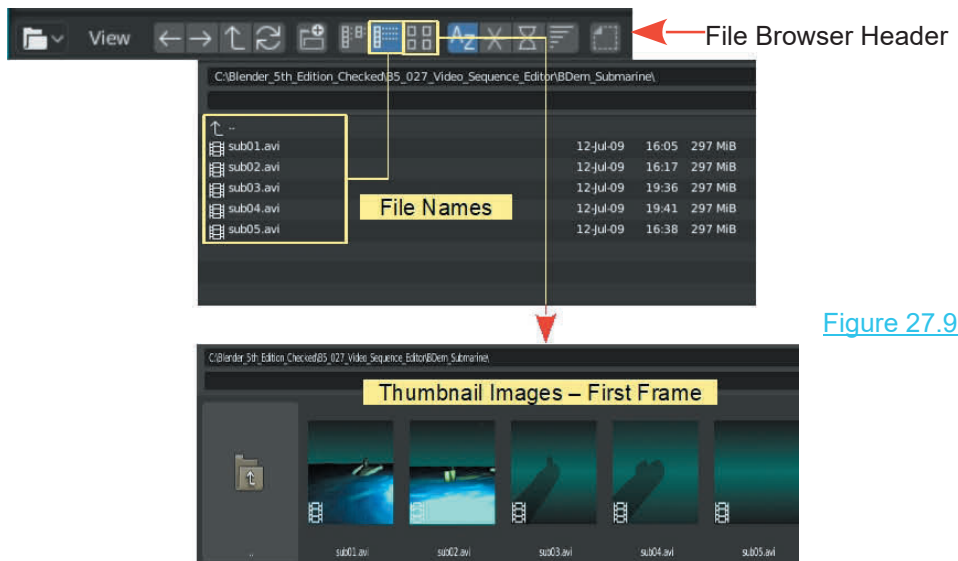 View
AZ
File Browser Header
C:\Blender_5th_Edition_Checked\B5_027_Video_Sequence_Editor\BDem_Submarine\
..
sub01.avi 12-Jul-09 16:05 297 MiB
sub02.avi 12-Jul-09 16:17 297 MiB
sub03.avi 12-Jul-09 19:36 297 MiB
sub04.avi 12-Jul-09 19:41 297 MiB
sub05.avi 12-Jul-09 16:38 297 MiB
File Names
Figure 27.9
C:\Blender_5th_Edition_Checked\B5_027_Video_Sequence_Editor\BDem_Submarine\
Thumbnail Images – First Frame
..
sub01.avi
sub02.avi
sub03.avi
sub04.avi
sub05.avi